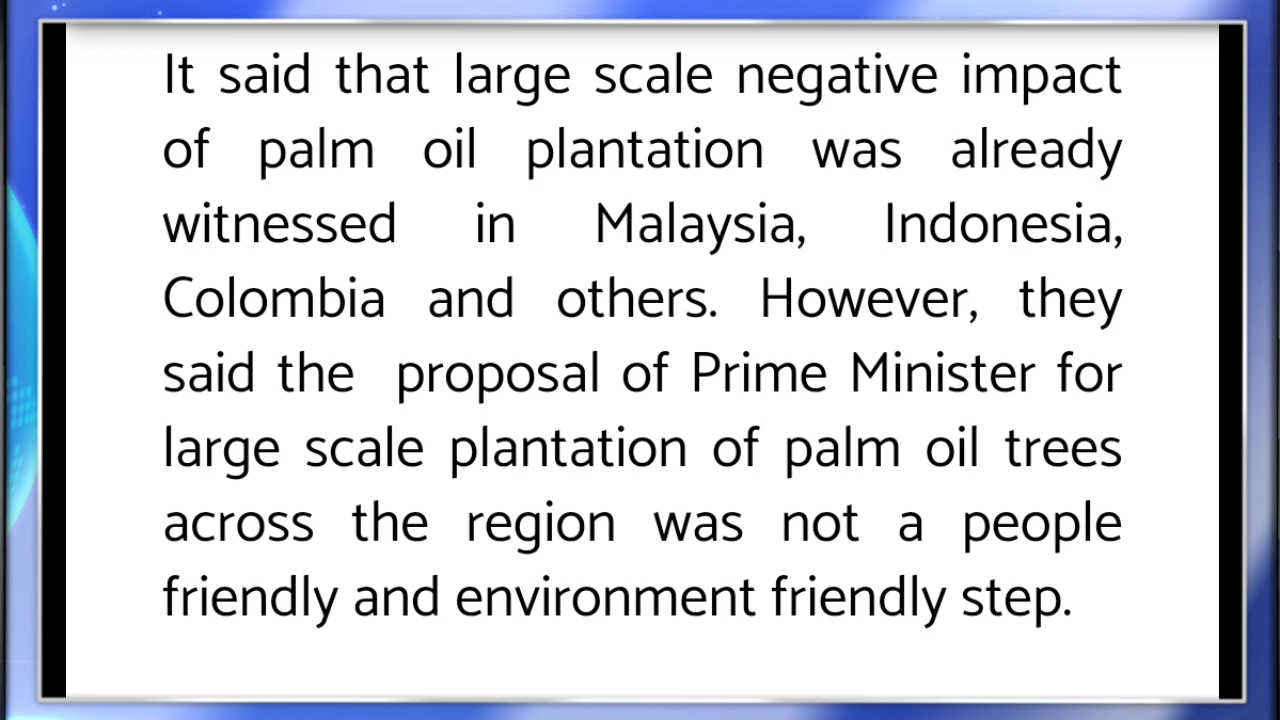 It said that large scale negative impact
of palm oil plantation was already
witnessed in Malaysia, Indonesia,
Colombia and others. However, they
said the proposal of Prime Minister for
large scale plantation of palm oil trees
across the region was not a people
friendly and environment friendly step.